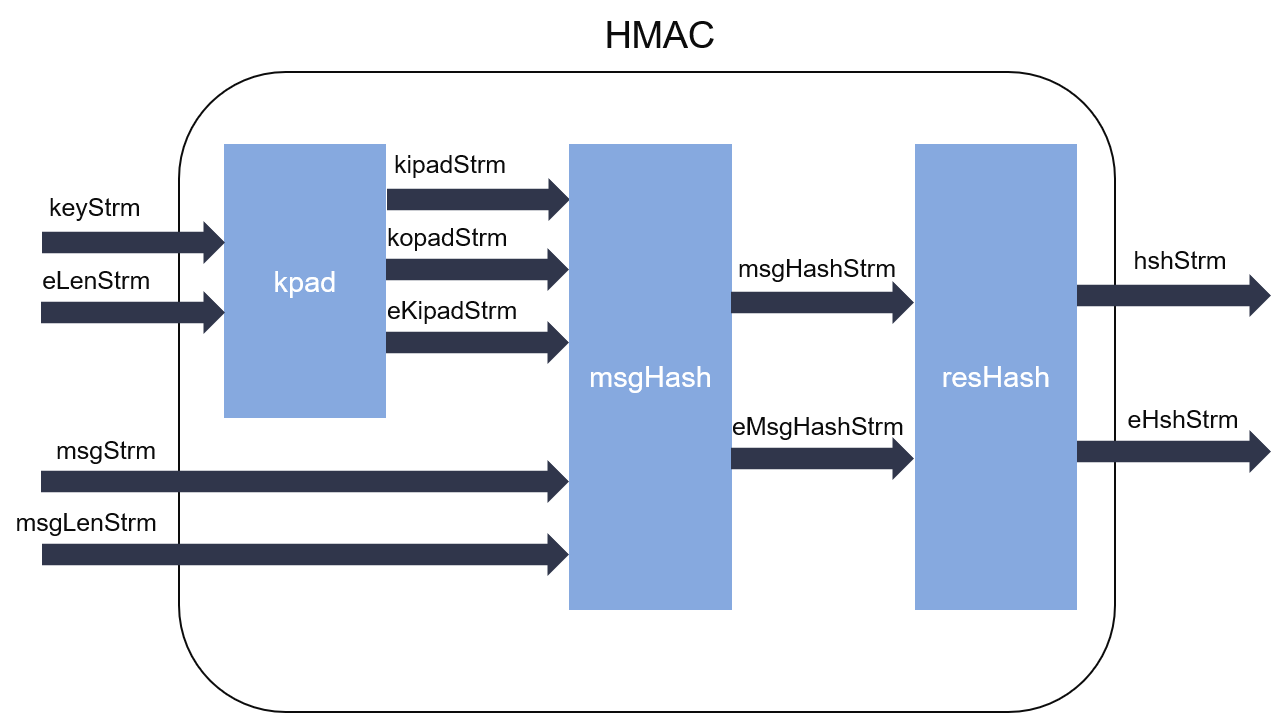 HMAC
keyStrm
eLenStrm
msgStrm
msgLenStrm
kpad
kipadStrm
kopadStrm
eKipadStrm
msgHash
msgHashStrm
eMsgHashStrm
resHash
hshStrm
eHshStrm